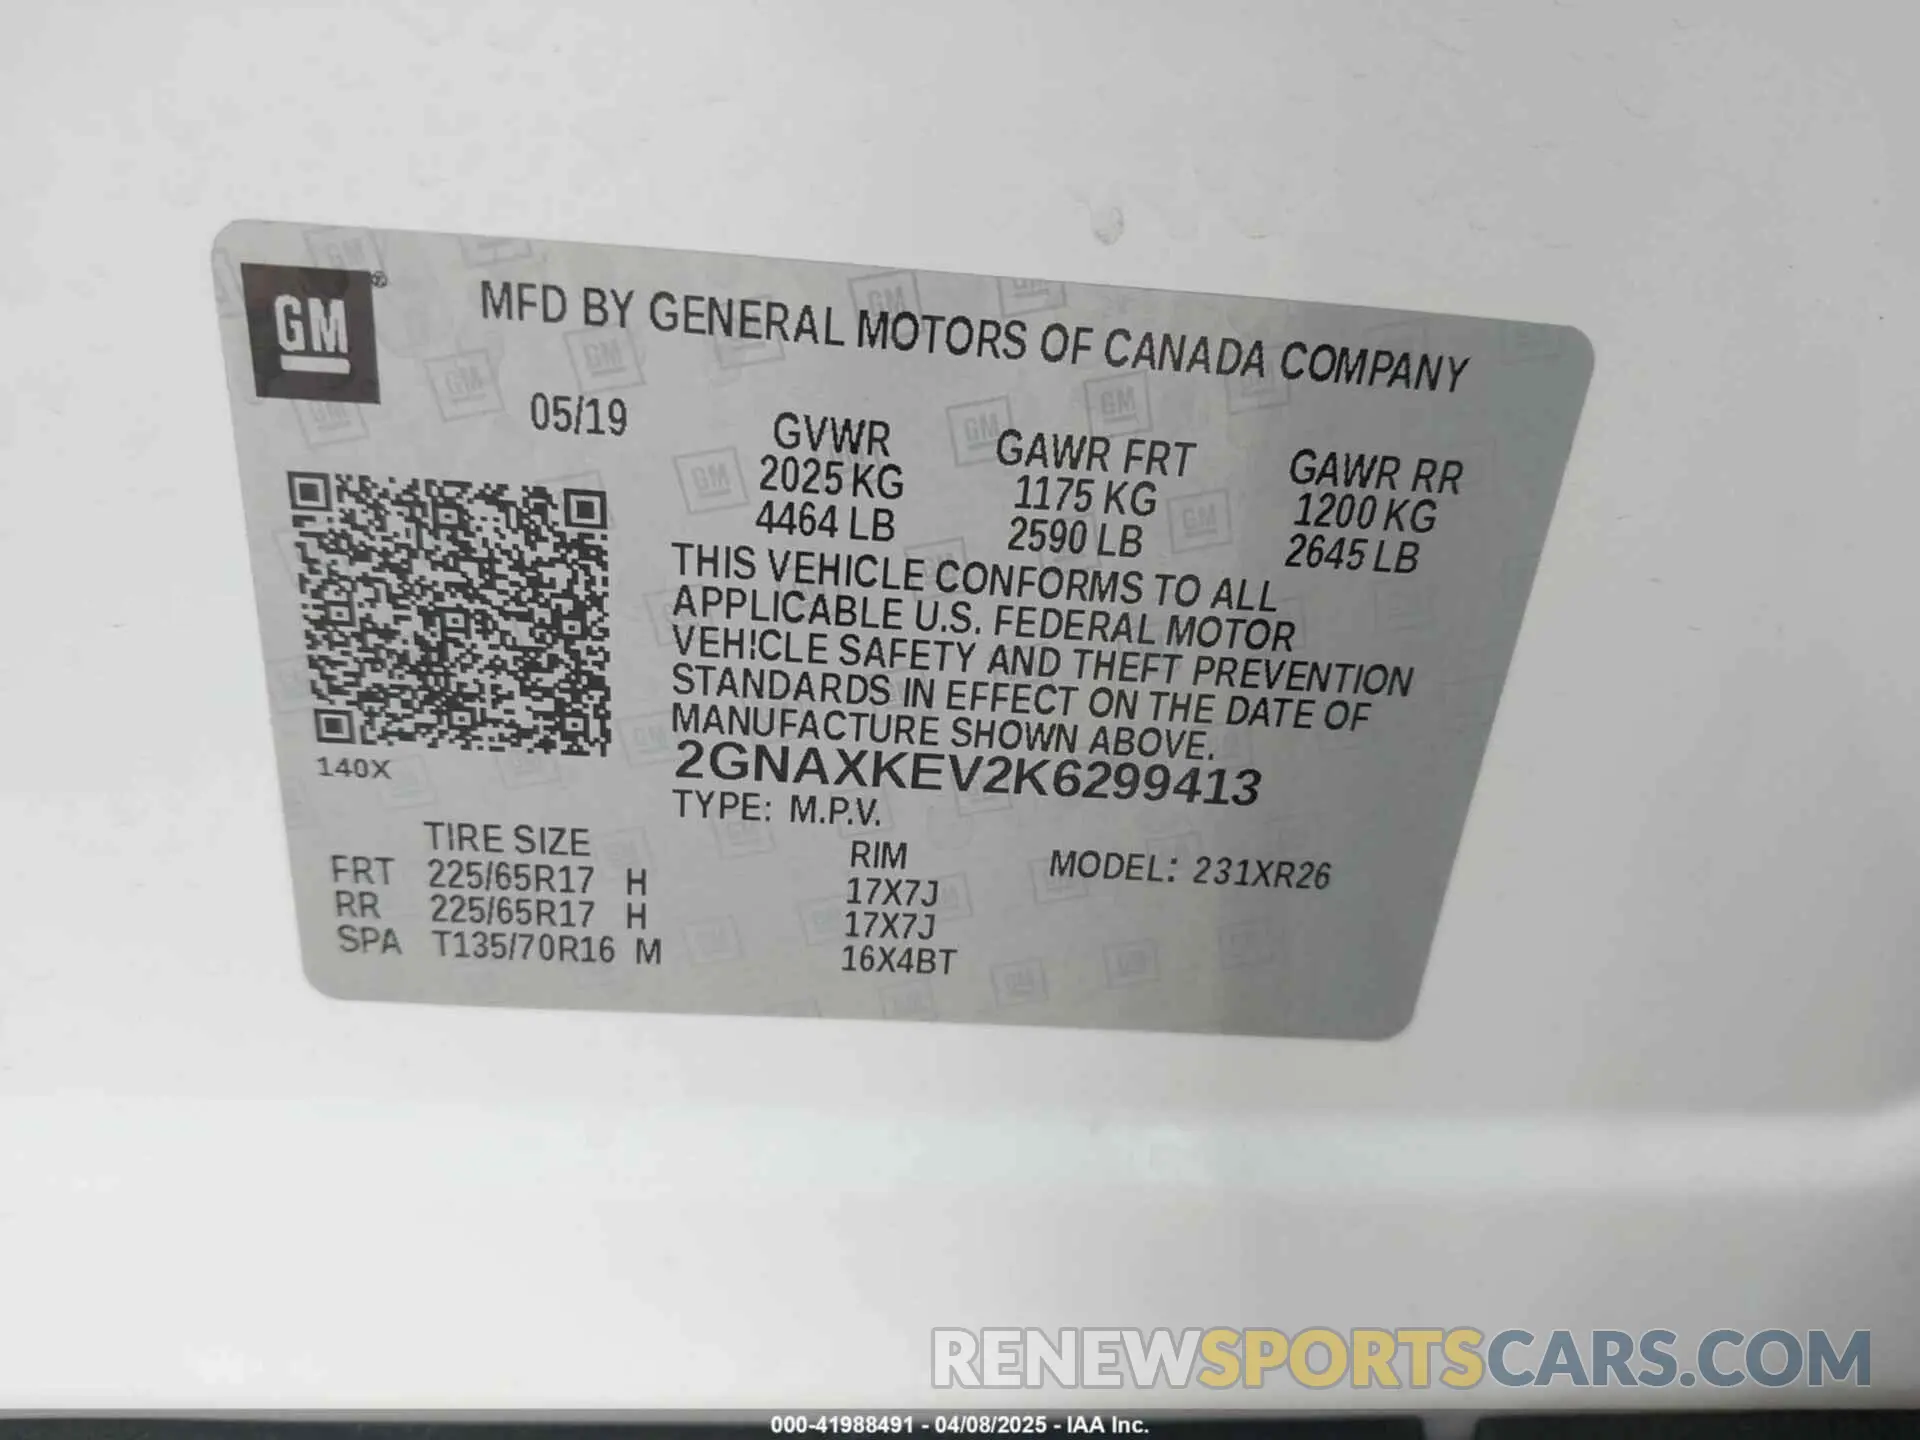 GM
MFD BY GENERAL MOTORS OF CANADA COMPANY
05/19
GVWR
2025 KG
4464 LB
GAWR FRT
1175 KG
2590 LB
GAWR RR
1200 KG
2645 LB
THIS VEHICLE CONFORMS TO ALL
APPLICABLE U.S. FEDERAL MOTOR
VEHICLE SAFETY AND THEFT PREVENTION
STANDARDS IN EFFECT ON THE DATE OF
MANUFACTURE SHOWN ABOVE.
2GNAXKEV2K6299413
140X
TYPE: M.P.V.
TIRE SIZE RIM MODEL: 231XR26
FRT 225/65R17 H 17X7J
RR 225/65R17 H 17X7J
SPA T135/70R16 M 16X4BT
RENEWSPORTSCARS.COM
000-41988491 - 04/08/2025 - IAA Inc.